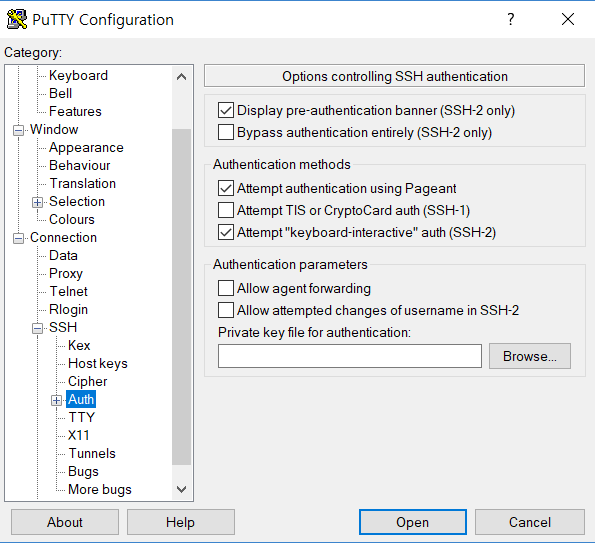 PuTTY Configuration
?
Category:
Keyboard
Bell
Features
Window
Appearance
Behaviour
Translation
Selection
Colours
Connection
Data
Proxy
Telnet
Rlogin
SSH
Kex
Host keys
Cipher
Auth
TTY
X11
Tunnels
Bugs
More bugs
Options controlling SSH authentication
Display pre-authentication banner (SSH-2 only)
Bypass authentication entirely (SSH-2 only)
Authentication methods
Attempt authentication using Pageant
Attempt TIS or CryptoCard auth (SSH-1)
Attempt "keyboard-interactive" auth (SSH-2)
Authentication parameters
Allow agent forwarding
Allow attempted changes of username in SSH-2
Private key file for authentication:
Browse...
About
Help
Open
Cancel